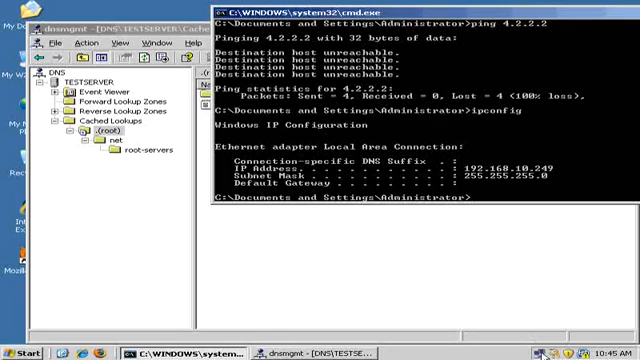 dnsmgmt - [DNS\TESTSERVER\Cached
File Action View Window Help
DNS
TESTSERVER
Event Viewer
Forward Lookup Zones
Reverse Lookup Zones
Cached Lookups
.(root)
net
root-servers
C:\WINDOWS\system32\cmd.exe
C:\Documents and Settings\Administrator>ping 4.2.2.2
Pinging 4.2.2.2 with 32 bytes of data:
Destination host unreachable.
Destination host unreachable.
Destination host unreachable.
Destination host unreachable.
Ping statistics for 4.2.2.2:
Packets: Sent = 4, Received = 0, Lost = 4 (100% loss),
C:\Documents and Settings\Administrator>ipconfig
Windows IP Configuration
Ethernet adapter Local Area Connection:
Connection-specific DNS Suffix . :
IP Address. . . . . . . . . . . . : 192.168.10.249
Subnet Mask . . . . . . . . . . . : 255.255.255.0
Default Gateway . . . . . . . . . :
C:\Documents and Settings\Administrator>
Start
C:\WINDOWS\system32...
dnsmgmt - [DNS\TESTSE...
10:45 AM